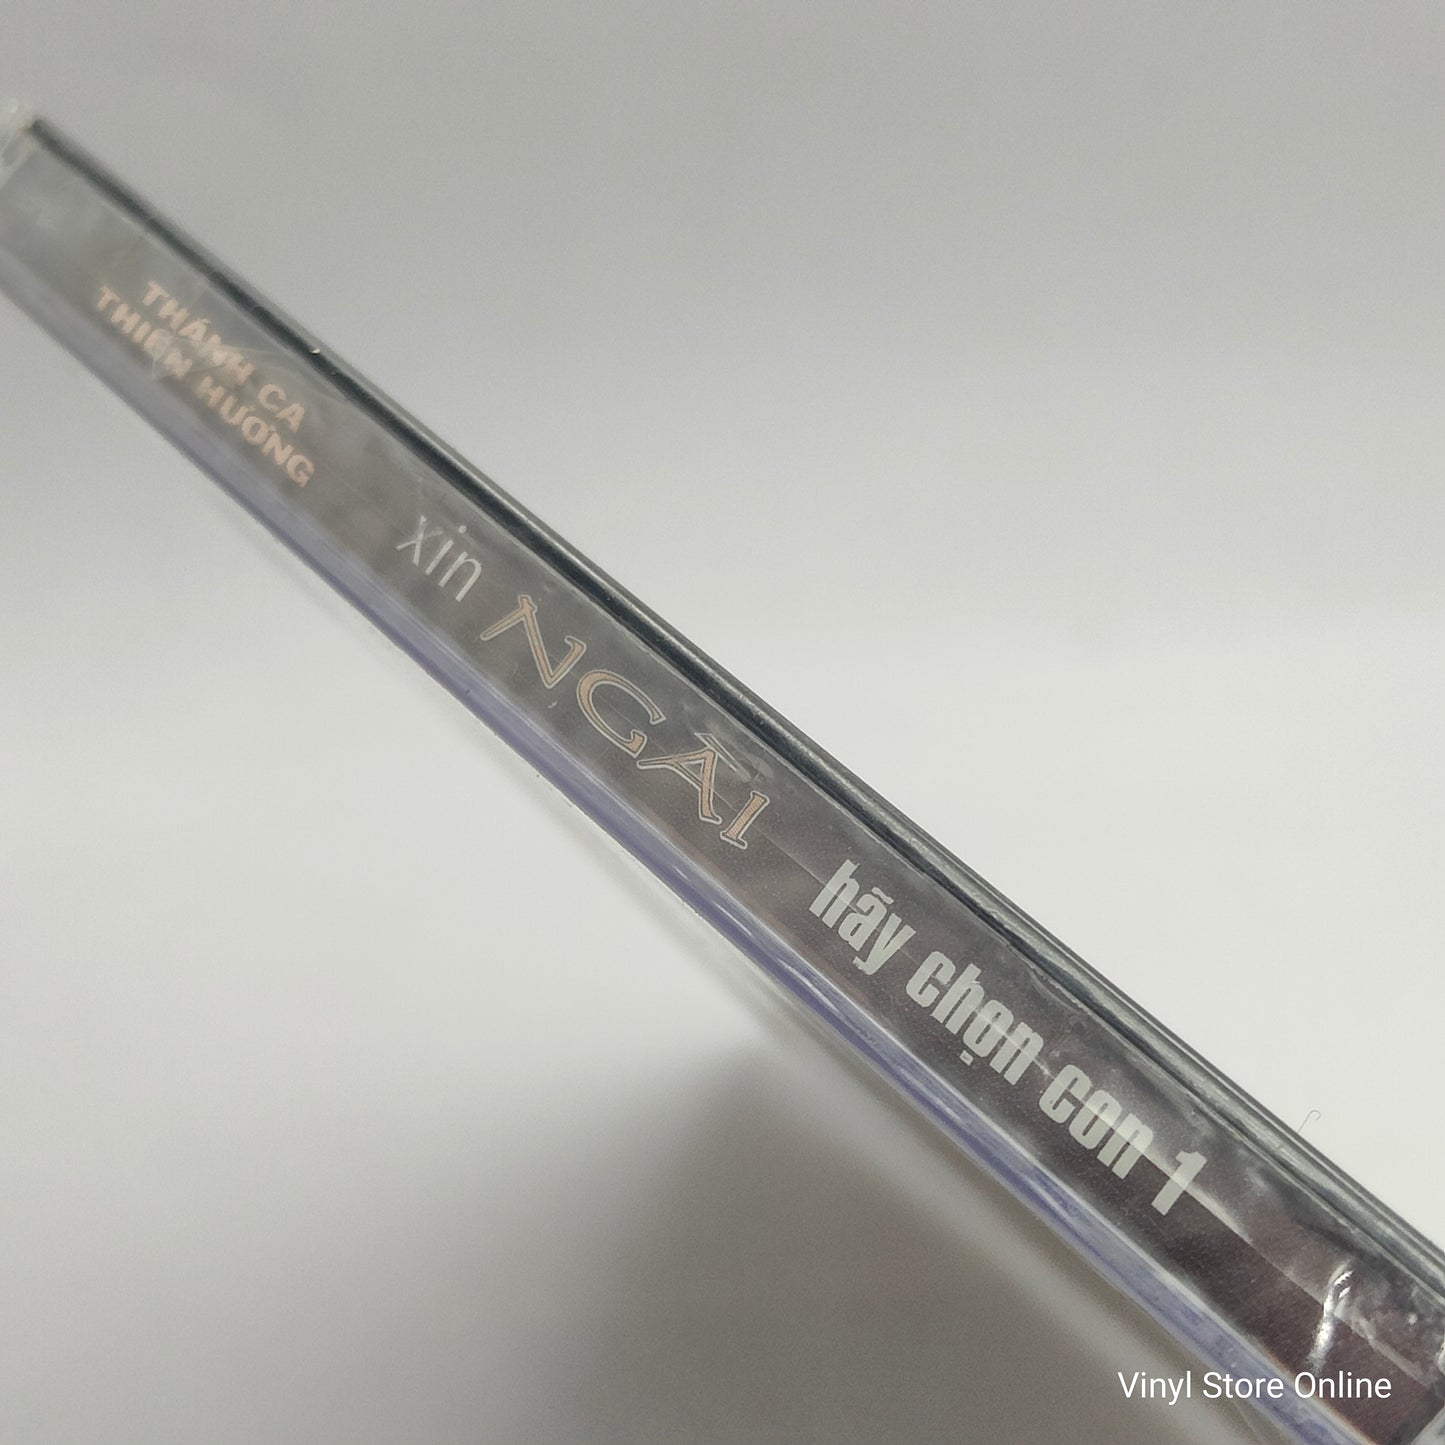 THÁNH CA
THIÊN HƯƠNG
xin NGÀI hãy chọn con 1
Vinyl Store Online